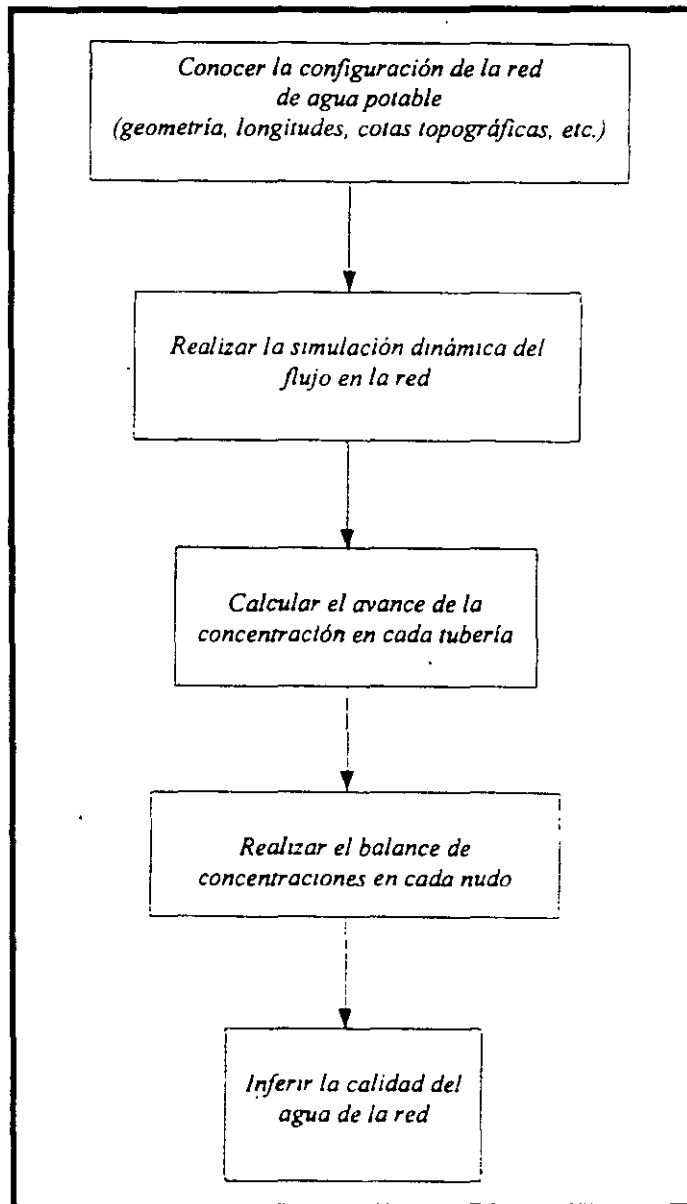 Conocer la configuración de la red
de agua potable
(geometría, longitudes, cotas topográficas, etc.)
Realizar la simulación dinámica del
flujo en la red
Calcular el avance de la
concentración en cada tubería
Realizar el balance de
concentraciones en cada nudo
Inferir la calidad del
agua de la red